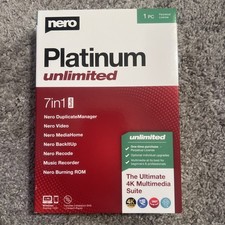 nero
1 PC
Platinum
unlimited
7in1
Nero DuplicateManager
Nero Video
Nero MediaHome
Nero BackItUp
Nero Recode
Music Recorder
Nero Burning ROM
unlimited
The Ultimate
4K Multimedia
Suite